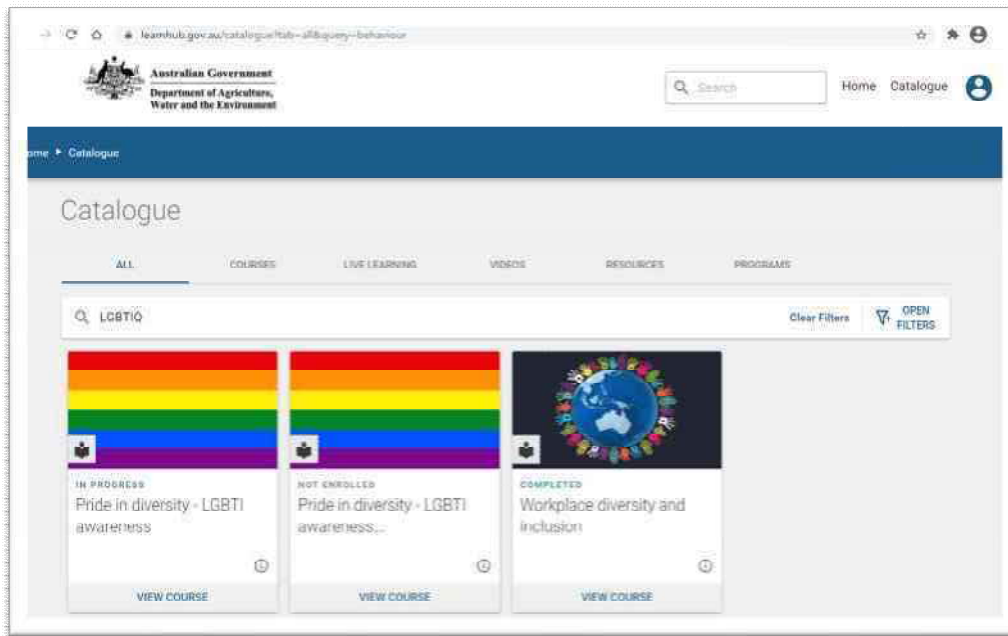 learnhub.gov.au/catalogue?tab=all&query=behaviour
Australian Government
Department of Agriculture,
Water and the Environment
Search
Home Catalogue
ome ▸ Catalogue
Catalogue
ALL COURSES LIVE LEARNING VIDEOS RESOURCES PROGRAMS
LGBTIQ
Clear Filters
OPEN
FILTERS
IN PROGRESS
Pride in diversity - LGBTI
awareness
VIEW COURSE
NOT ENROLLED
Pride in diversity - LGBTI
awareness...
VIEW COURSE
COMPLETED
Workplace diversity and
inclusion
VIEW COURSE